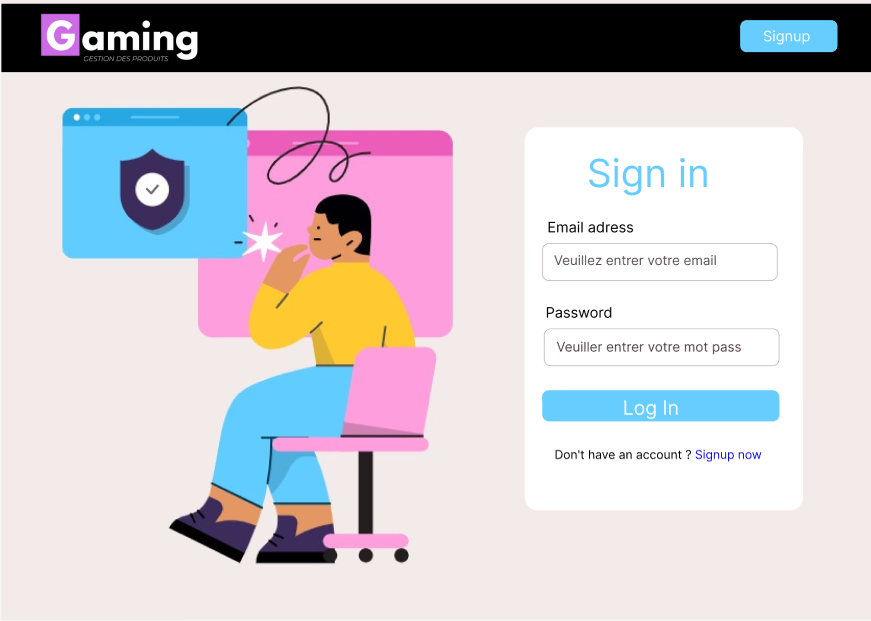 Gaming
GESTION DES PRODUITS
Signup
Sign in
Email adress
Veuillez entrer votre email
Password
Veuiller entrer votre mot pass
Log In
Don't have an account ? Signup now